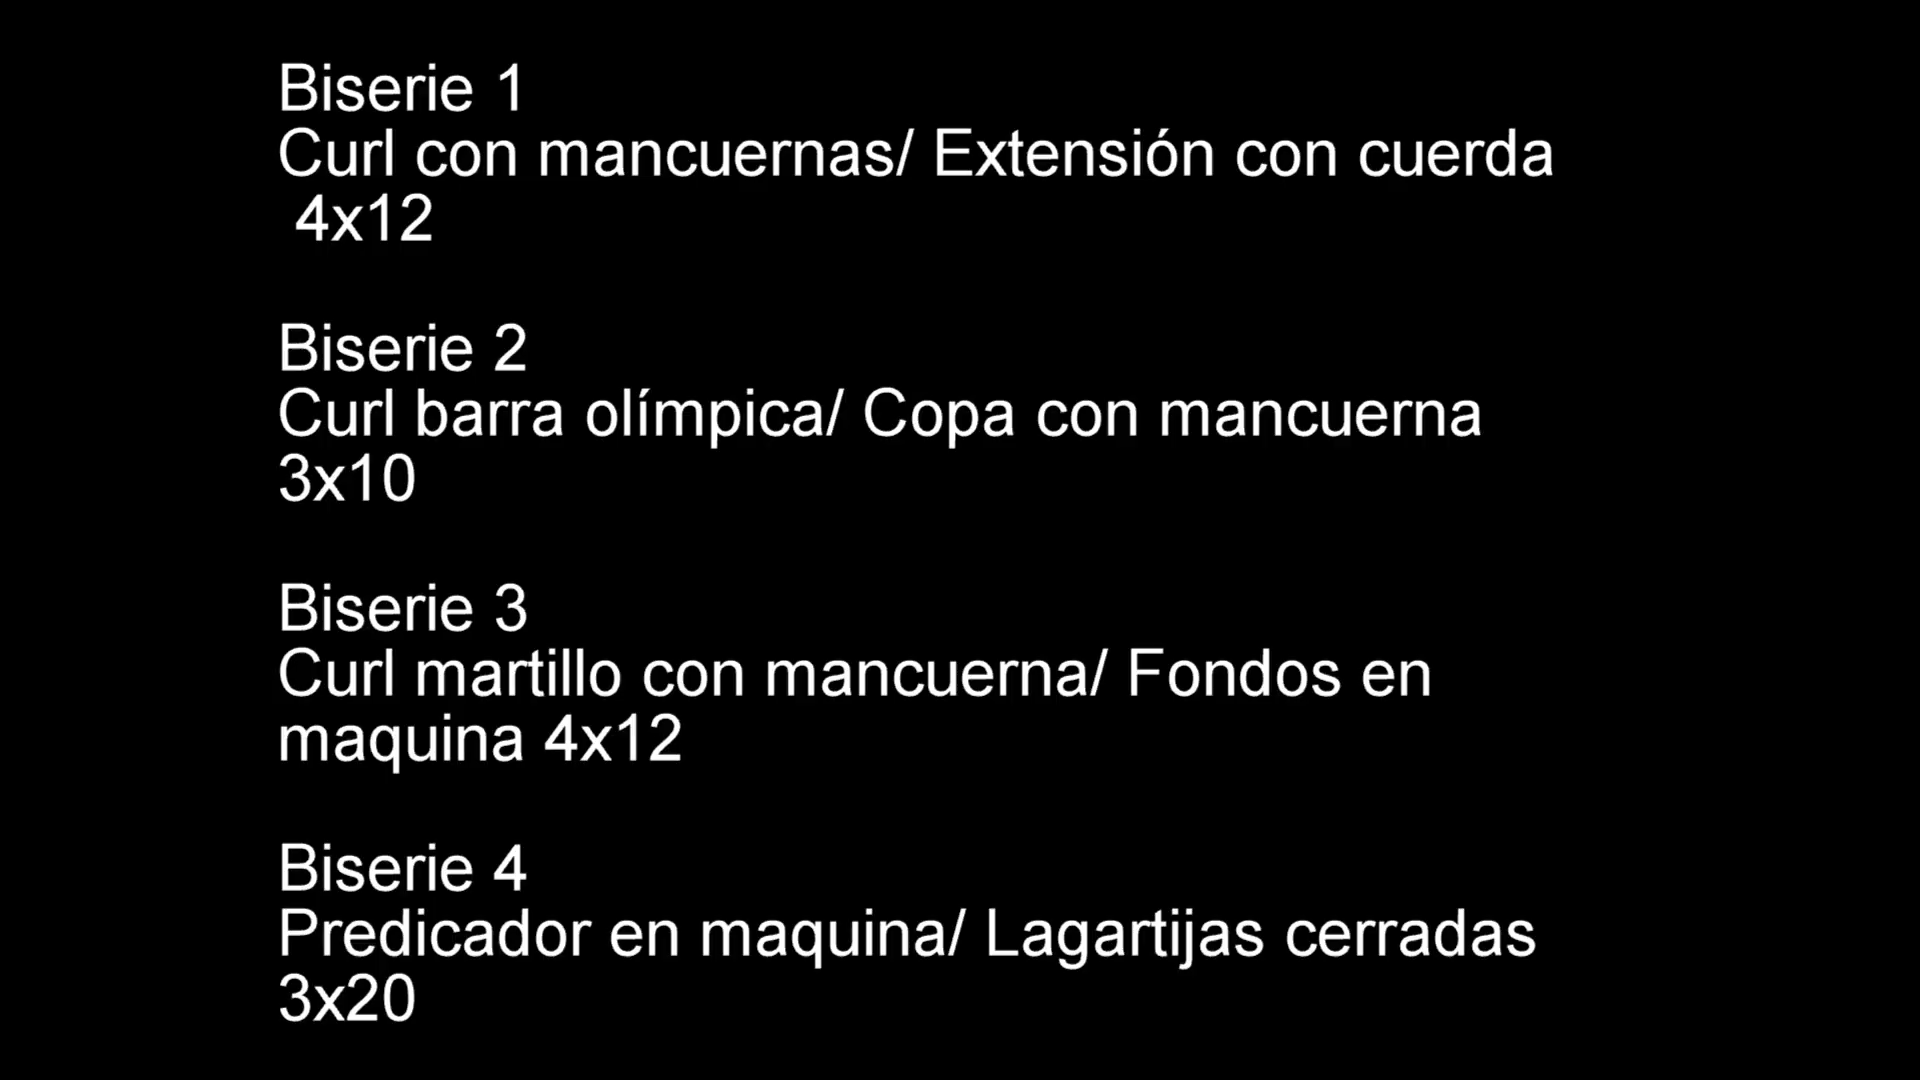 Biserie 1
Curl con mancuernas/ Extensión con cuerda
4x12
Biserie 2
Curl barra olímpica/ Copa con mancuerna
3x10
Biserie 3
Curl martillo con mancuerna/ Fondos en
maquina 4x12
Biserie 4
Predicador en maquina/ Lagartijas cerradas
3x20